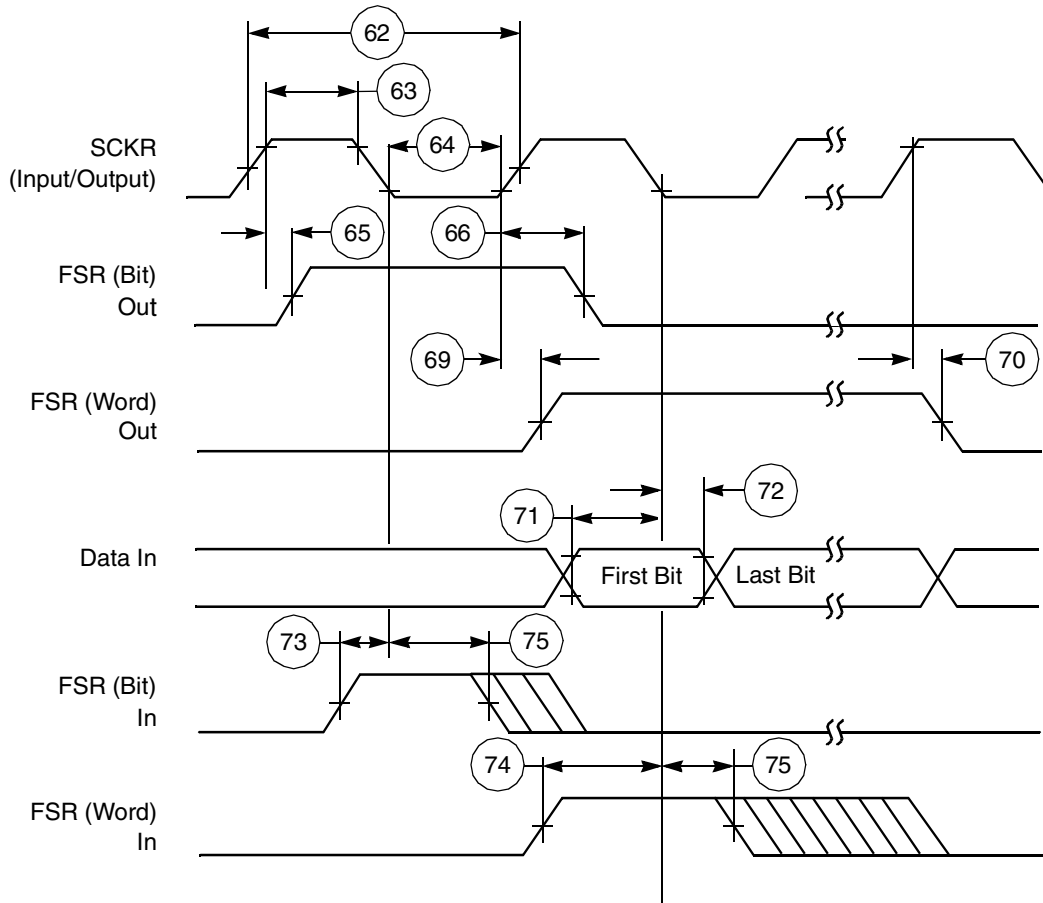 62
63
64
SCKR
(Input/Output)
65
66
FSR (Bit)
Out
69
70
FSR (Word)
Out
71
72
Data In
First Bit
Last Bit
73
75
FSR (Bit)
In
74
75
FSR (Word)
In